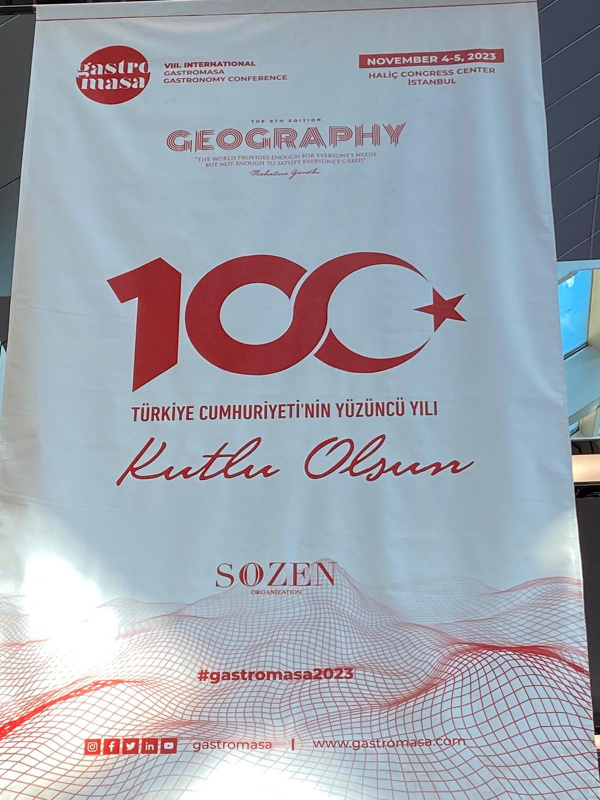 gastro
masa
VIII. INTERNATIONAL
GASTROMASA
GASTRONOMY CONFERENCE
NOVEMBER 4-5, 2023
HALİÇ CONGRESS CENTER
İSTANBUL
THE 8TH EDITION
GEOGRAPHY
"THE WORLD PROVIDES ENOUGH FOR EVERYONE'S NEEDS
BUT NOT ENOUGH TO SATISFY EVERYONE'S GREED"
Mahatma Gandhi
100
TÜRKİYE CUMHURİYETİ'NİN YÜZÜNCÜ YILI
Kutlu Olsun
SOZEN
ORGANIZATION
#gastromasa2023
gastromasa | www.gastromasa.com